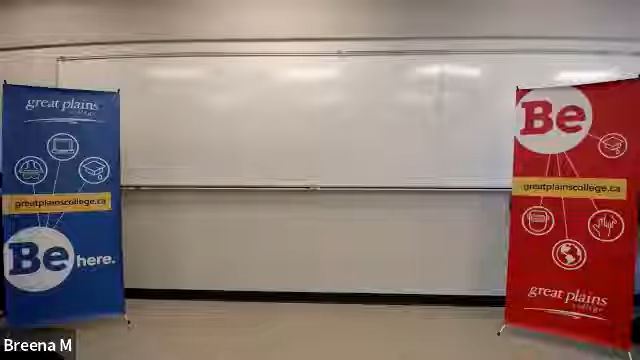 great plains
college
greatplainscollege.ca
Be here.
Be
greatplainscollege.ca
great plains
college
Breena M